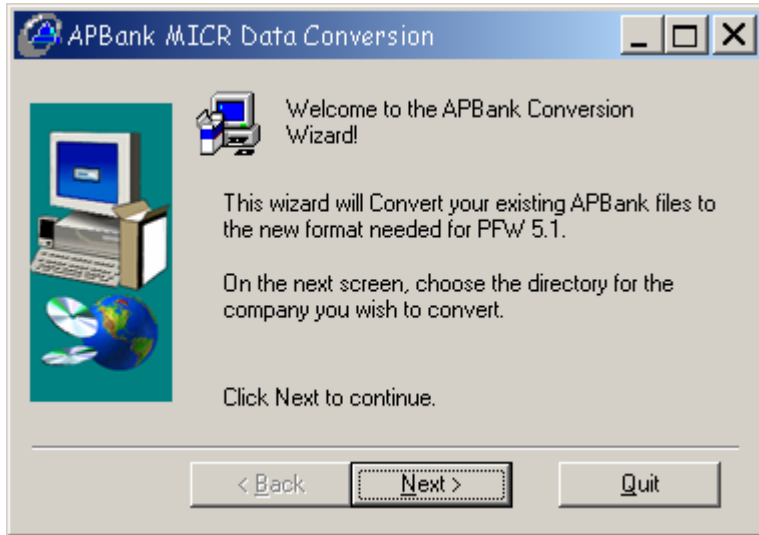 APBank MICR Data Conversion
Welcome to the APBank Conversion
Wizard!
This wizard will Convert your existing APBank files to
the new format needed for PFW 5.1.
On the next screen, choose the directory for the
company you wish to convert.
Click Next to continue.
< Back
Next >
Quit